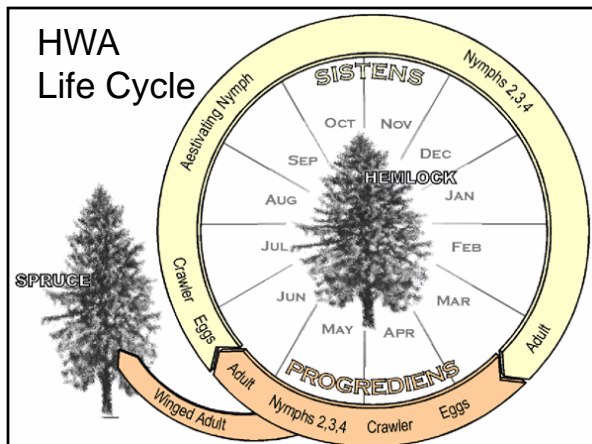 HWA
Life Cycle
SISTENS
Nymphs 2,3,4
Aestivating Nymph
OCT
NOV
SEP
DEC
HEMLOCK
AUG
JAN
JUL
FEB
SPRUCE
Crawler
JUN
MAR
Eggs
MAY
APR
Adult
PROGREDIENS
Adult
Nymphs 2,3,4
Crawler
Eggs
Winged Adult